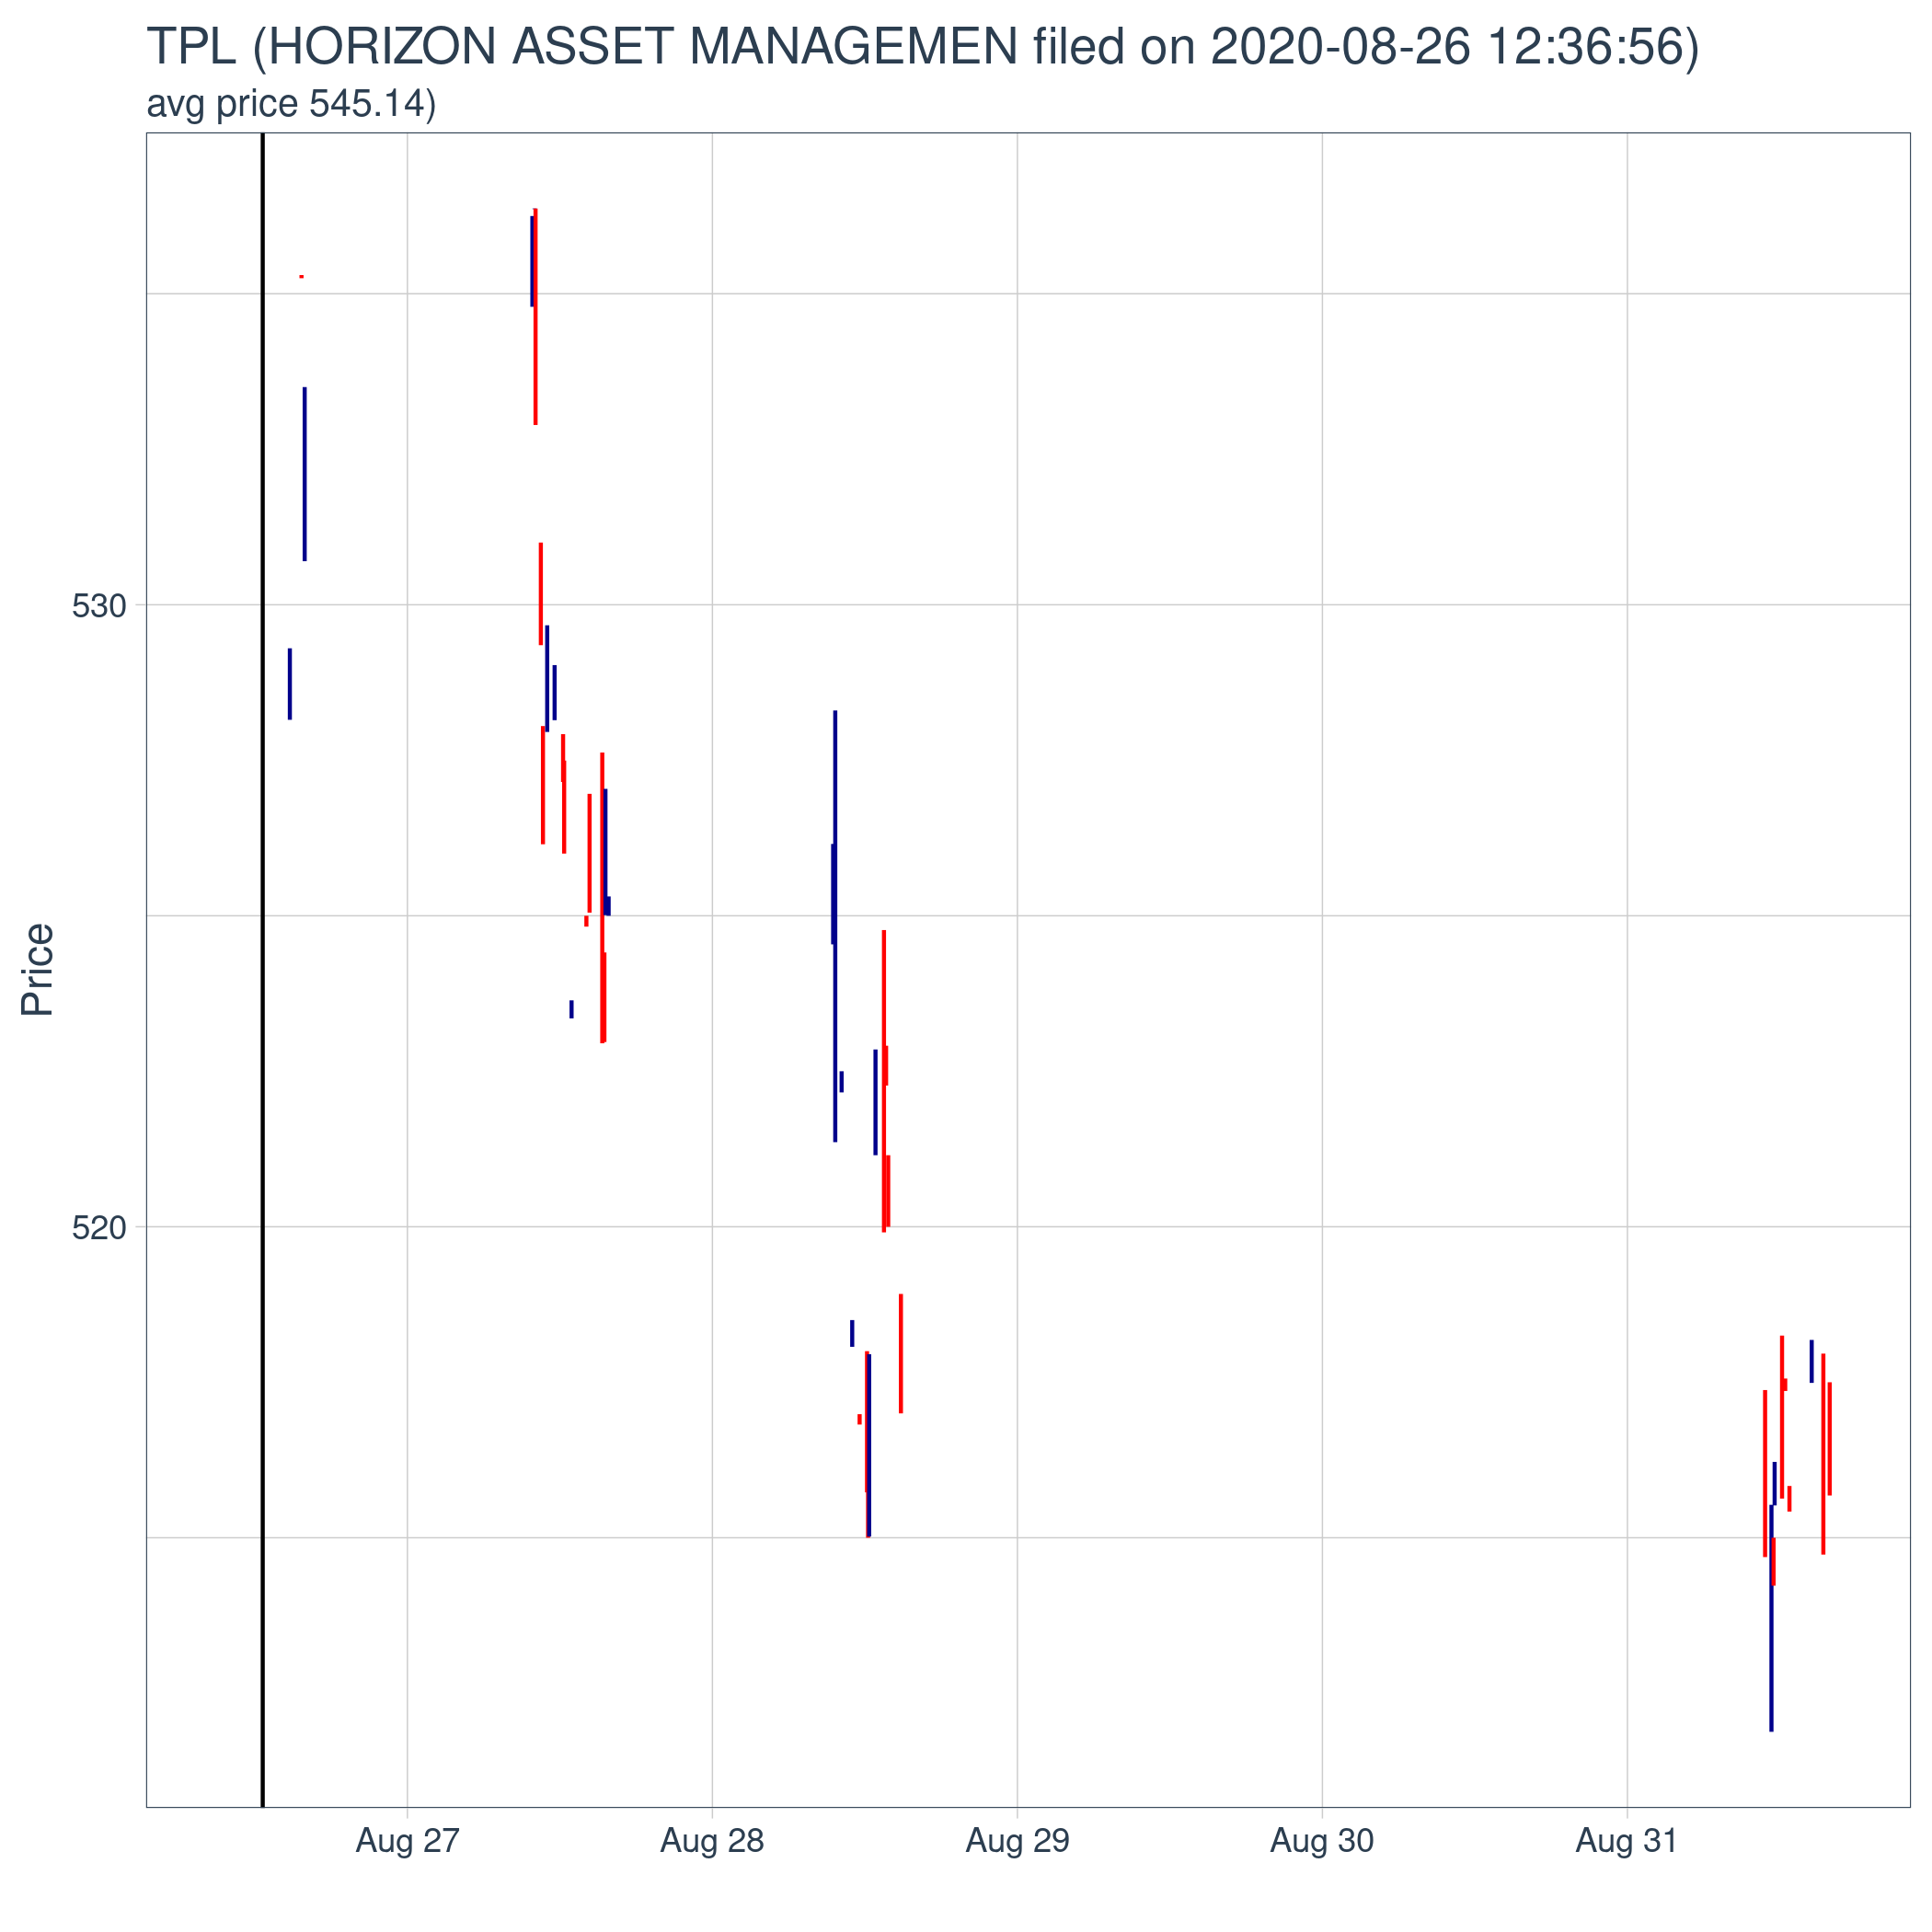 TPL (HORIZON ASSET MANAGEMEN filed on 2020-08-26 12:36:56)
avg price 545.14)
530
Price
520
Aug 27 Aug 28 Aug 29 Aug 30 Aug 31